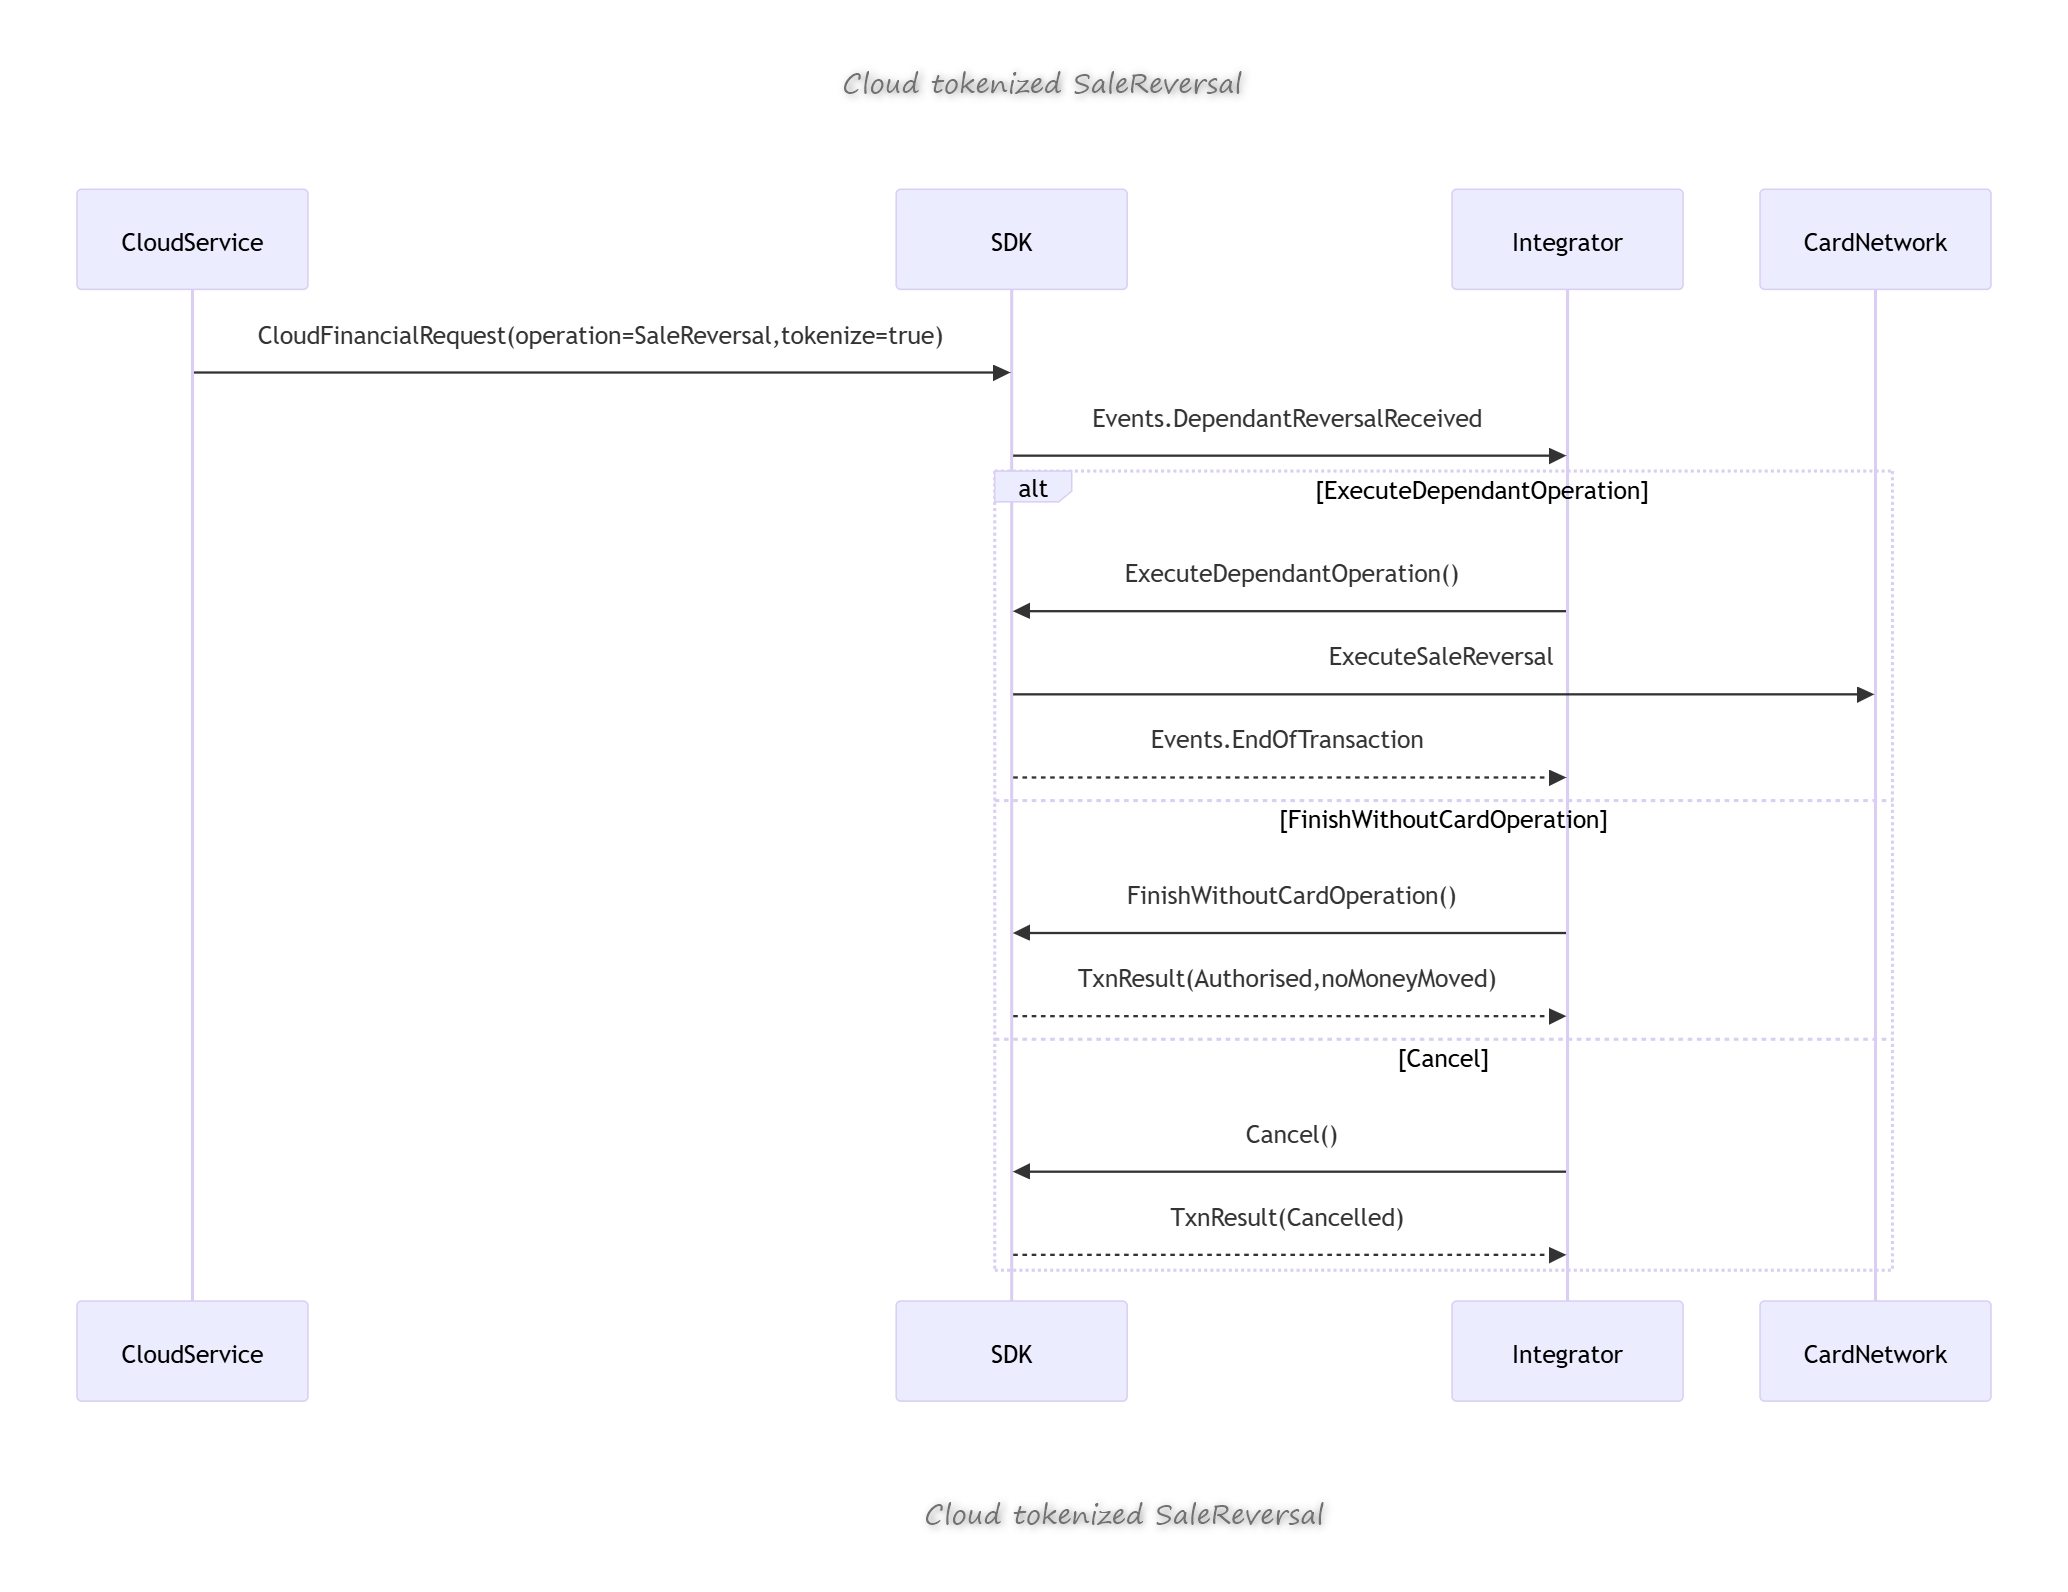 Cloud tokenized SaleReversal
CloudService
SDK
Integrator
CardNetwork
CloudFinancialRequest(operation=SaleReversal,tokenize=true)
Events.DependantReversalReceived
alt
[ExecuteDependantOperation]
ExecuteDependantOperation()
ExecuteSaleReversal
Events.EndOfTransaction
[FinishWithoutCardOperation]
FinishWithoutCardOperation()
TxnResult(Authorised,noMoneyMoved)
[Cancel]
Cancel()
TxnResult(Cancelled)
CloudService
SDK
Integrator
CardNetwork
Cloud tokenized SaleReversal